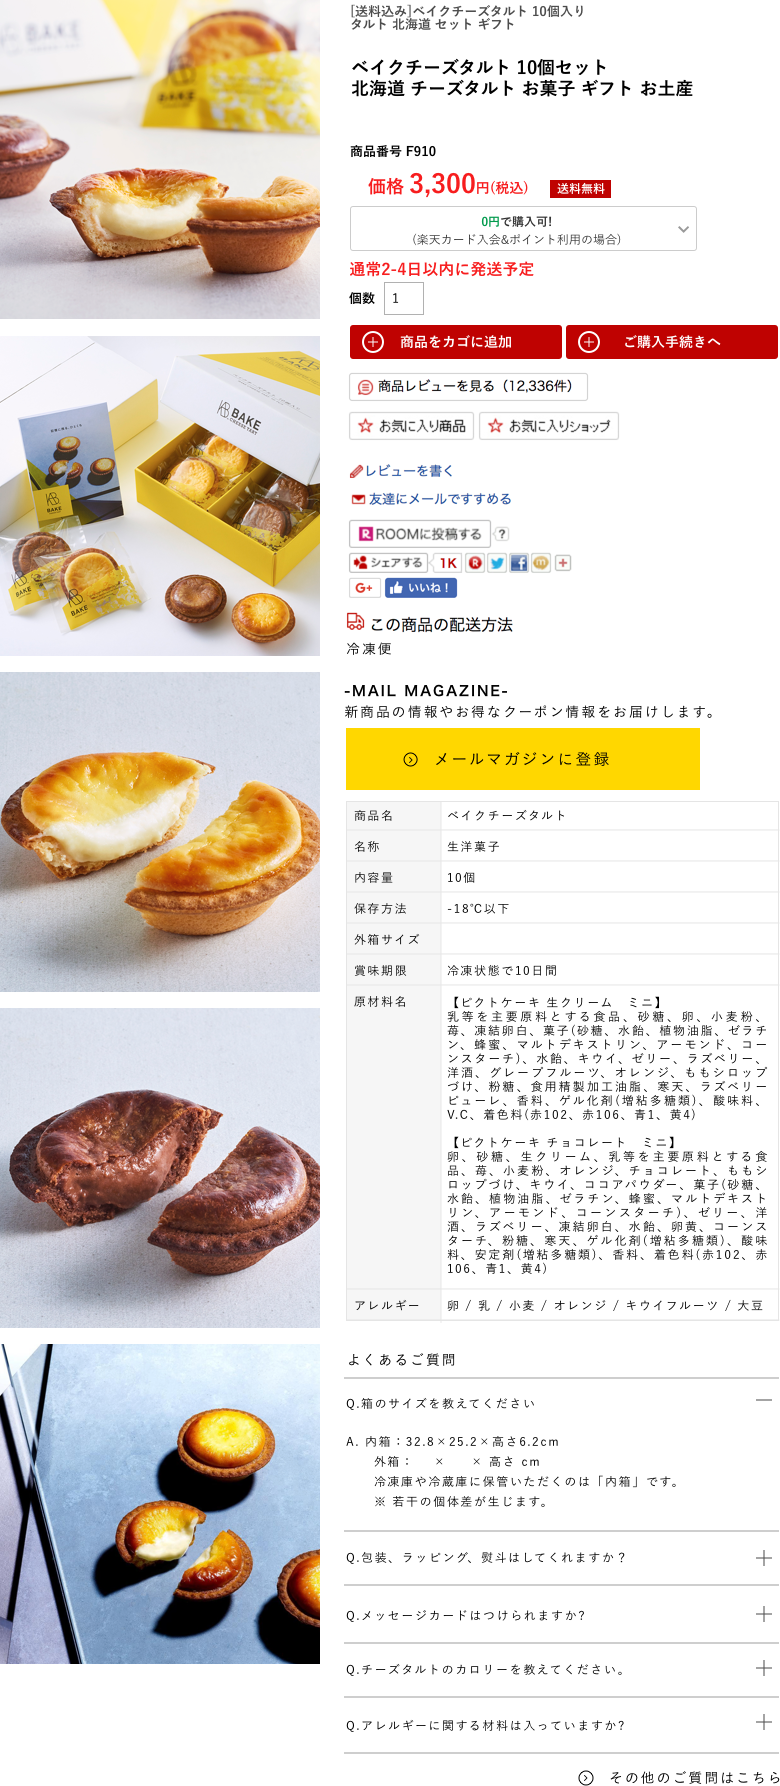 [送料込み]ベイクチーズタルト 10個入り
タルト 北海道 セット ギフト
ベイクチーズタルト 10個セット
北海道 チーズタルト お菓子 ギフト お土産
商品番号 F910
価格 3,300円(税込) 送料無料
0円で購入可!
(楽天カード入会&ポイント利用の場合)
通常2-4日以内に発送予定
個数 1
商品をカゴに追加
ご購入手続きへ
商品レビューを見る（12,336件）
お気に入り商品
お気に入りショップ
レビューを書く
友達にメールですすめる
ROOMに投稿する ?
シェアする 1K
G+ いいね！
この商品の配送方法
冷凍便
-MAIL MAGAZINE-
新商品の情報やお得なクーポン情報をお届けします。
メールマガジンに登録
商品名 ベイクチーズタルト
名称 生洋菓子
内容量 10個
保存方法 -18℃以下
外箱サイズ
賞味期限 冷凍状態で10日間
原材料名 【ピクトケーキ 生クリーム　ミニ】
乳等を主要原料とする食品、砂糖、卵、小麦粉、
苺、凍結卵白、菓子(砂糖、水飴、植物油脂、ゼラチ
ン、蜂蜜、マルトデキストリン、アーモンド、コー
ンスターチ)、水飴、キウイ、ゼリー、ラズベリー、
洋酒、グレープフルーツ、オレンジ、ももシロップ
づけ、粉糖、食用精製加工油脂、寒天、ラズベリー
ピューレ、香料、ゲル化剤(増粘多糖類)、酸味料、
V.C、着色料(赤102、赤106、青1、黄4)
【ピクトケーキ チョコレート　ミニ】
卵、砂糖、生クリーム、乳等を主要原料とする食
品、苺、小麦粉、オレンジ、チョコレート、ももシ
ロップづけ、キウイ、ココアパウダー、菓子(砂糖、
水飴、植物油脂、ゼラチン、蜂蜜、マルトデキスト
リン、アーモンド、コーンスターチ)、ゼリー、洋
酒、ラズベリー、凍結卵白、水飴、卵黄、コーンス
ターチ、粉糖、寒天、ゲル化剤(増粘多糖類)、酸味
料、安定剤(増粘多糖類)、香料、着色料(赤102、赤
106、青1、黄4)
アレルギー 卵 / 乳 / 小麦 / オレンジ / キウイフルーツ / 大豆
よくあるご質問
Q.箱のサイズを教えてください
A. 内箱：32.8×25.2×高さ6.2cm
外箱：　×　× 高さ cm
冷凍庫や冷蔵庫に保管いただくのは「内箱」です。
※ 若干の個体差が生じます。
Q.包装、ラッピング、熨斗はしてくれますか？
Q.メッセージカードはつけられますか?
Q.チーズタルトのカロリーを教えてください。
Q.アレルギーに関する材料は入っていますか?
その他のご質問はこちら
BAKE
BAKE
BAKE
CHEESE TART
BAKE
BAKE
BAKE